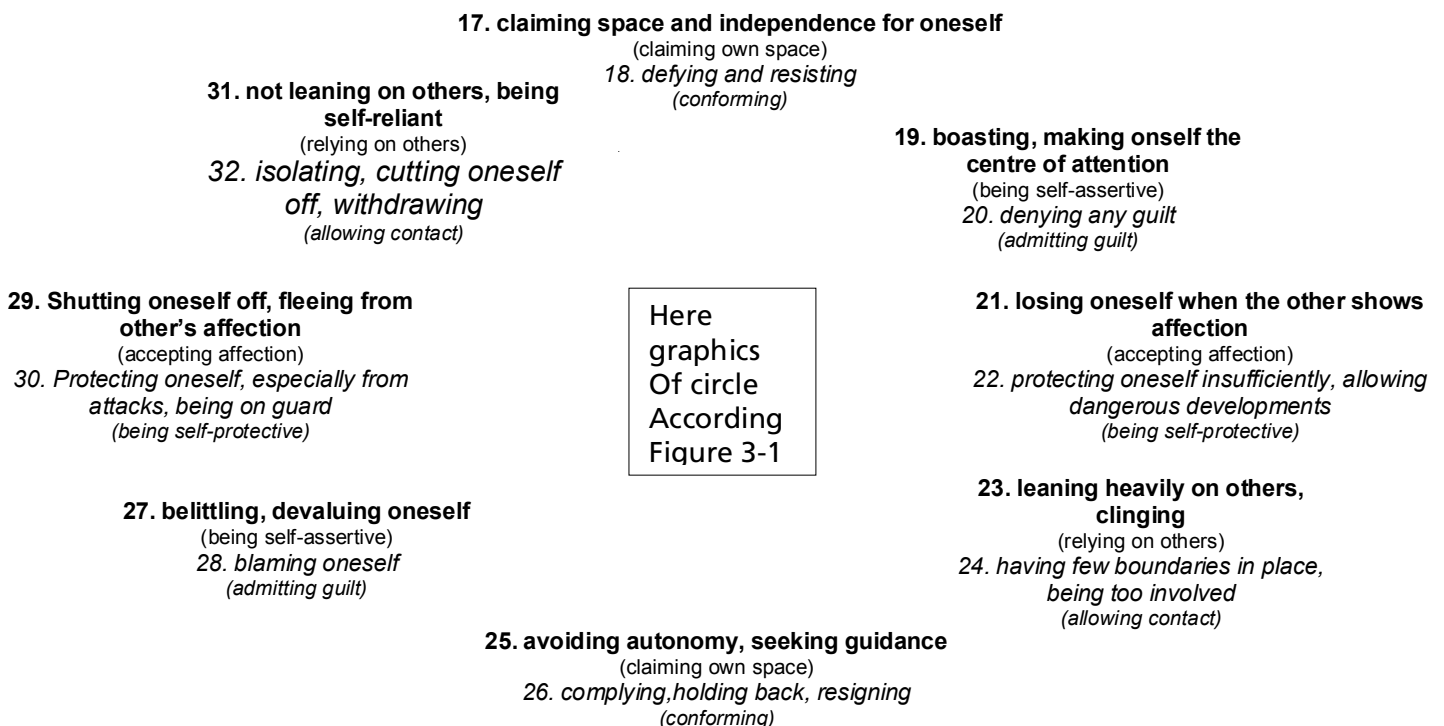 17. claiming space and independence for oneself
(claiming own space)
18. defying and resisting
(conforming)
31. not leaning on others, being
self-reliant
(relying on others)
32. isolating, cutting oneself
off, withdrawing
(allowing contact)
19. boasting, making onself the
centre of attention
(being self-assertive)
20. denying any guilt
(admitting guilt)
29. Shutting oneself off, fleeing from
other's affection
(accepting affection)
30. Protecting oneself, especially from
attacks, being on guard
(being self-protective)
Here
graphics
Of circle
According
Figure 3-1
21. losing oneself when the other shows
affection
(accepting affection)
22. protecting oneself insufficiently, allowing
dangerous developments
(being self-protective)
27. belittling, devaluing oneself
(being self-assertive)
28. blaming oneself
(admitting guilt)
23. leaning heavily on others,
clinging
(relying on others)
24. having few boundaries in place,
being too involved
(allowing contact)
25. avoiding autonomy, seeking guidance
(claiming own space)
26. complying,holding back, resigning
(conforming)